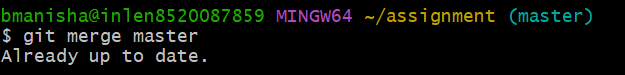 bmanisha@inlen8520087859 MINGW64 ~/assignment (master)
$ git merge master
Already up to date.